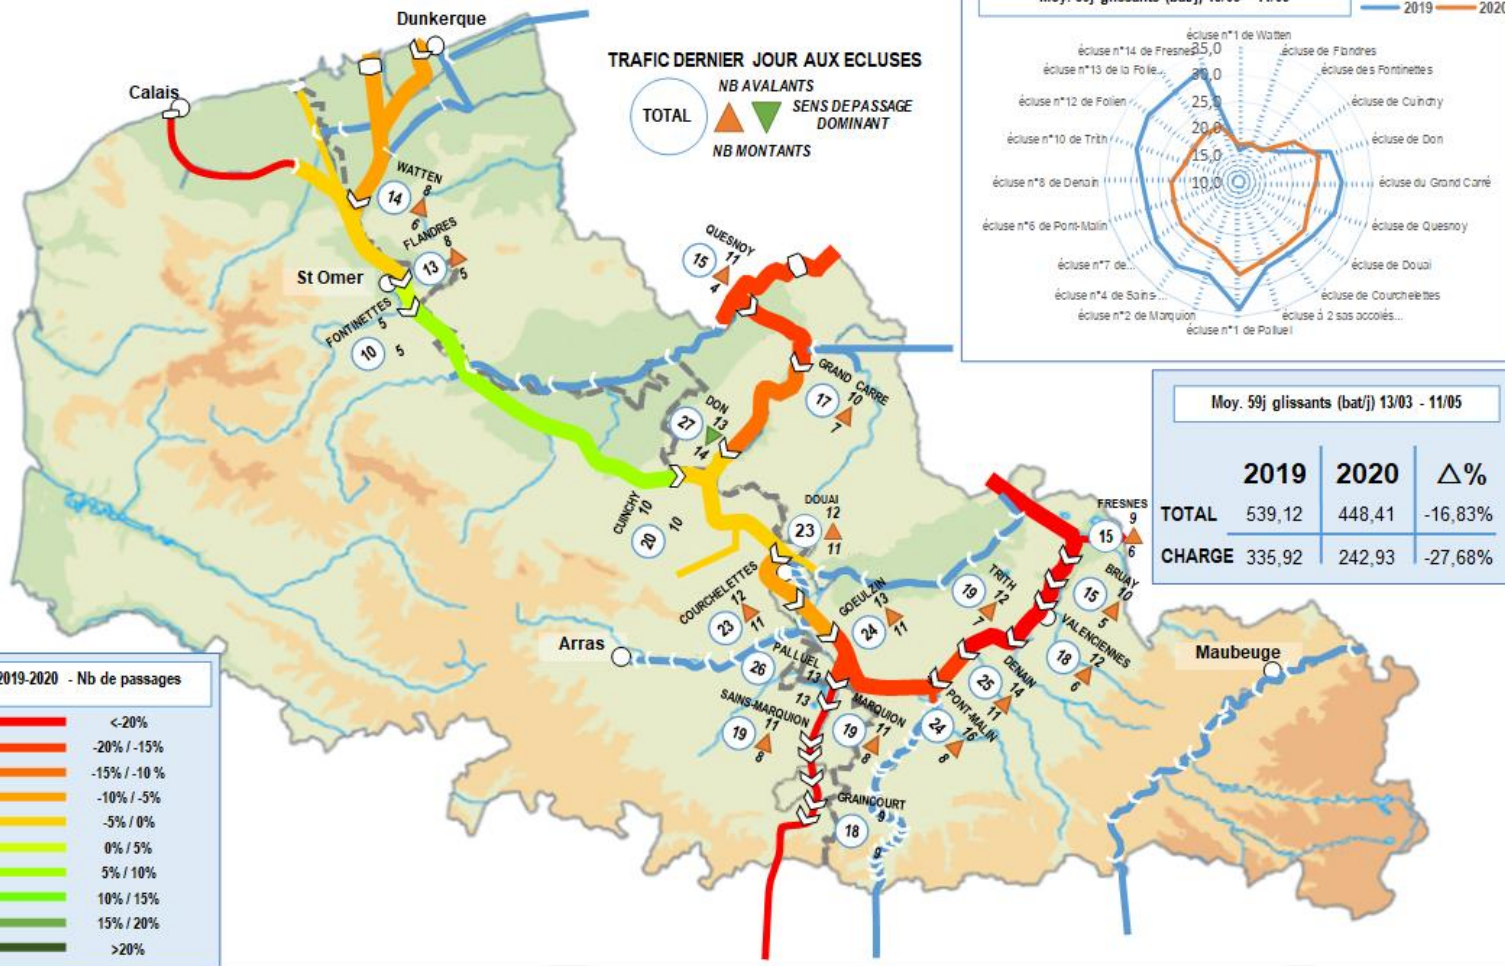 Dunkerque
Calais
TRAFIC DERNIER JOUR AUX ECLUSES
NB AVALANTS
TOTAL
SENS DE PASSAGE
DOMINANT
NB MONTANTS
2019
écluse n°1 de Watten
écluse de Flandres
écluse des Fontinettes
écluse de Cuinchy
écluse de Don
écluse du Grand Carré
écluse de Quesnoy
écluse de Douai
écluse de Courchelettes
écluse à 2 sas accolés...
écluse n°1 de Palluel
écluse n°2 de Marquion
écluse n°4 de Sains-...
écluse n°7 de...
écluse n°6 de Pont-Malin
écluse n°8 de Denain
écluse n°10 de Trith
écluse n°12 de Folien
écluse n°13 de la Folie...
écluse n°14 de Fresnes
35,0
30,0
25,0
20,0
15,0
10,0
WATTEN
14
8
6
FLANDRES
13
8
5
St Omer
FONTINETTES
10
5
5
QUESNOY
15
11
4
GRAND CARRE
17
10
7
DON
27
13
14
CUINCHY
20
10
10
DOUAI
23
12
11
COURCHELETTES
23
12
11
GOEULZIN
24
13
11
Arras
PALLUEL
26
13
13
SAINS-MARQUION
19
11
8
MARQUION
19
11
8
GRAINCOURT
18
9
9
PONT-MALIN
24
16
8
DENAIN
25
14
11
TRITH
19
12
7
VALENCIENNES
18
12
6
BRUAY
15
10
5
FRESNES
15
9
6
Maubeuge
Moy. 59j glissants (bat/j) 13/03 - 11/05
2019 2020 △%
TOTAL 539,12 448,41 -16,83%
CHARGE 335,92 242,93 -27,68%
2019-2020 - Nb de passages
<-20%
-20% / -15%
-15% / -10 %
-10% / -5%
-5% / 0%
0% / 5%
5% / 10%
10% / 15%
15% / 20%
>20%